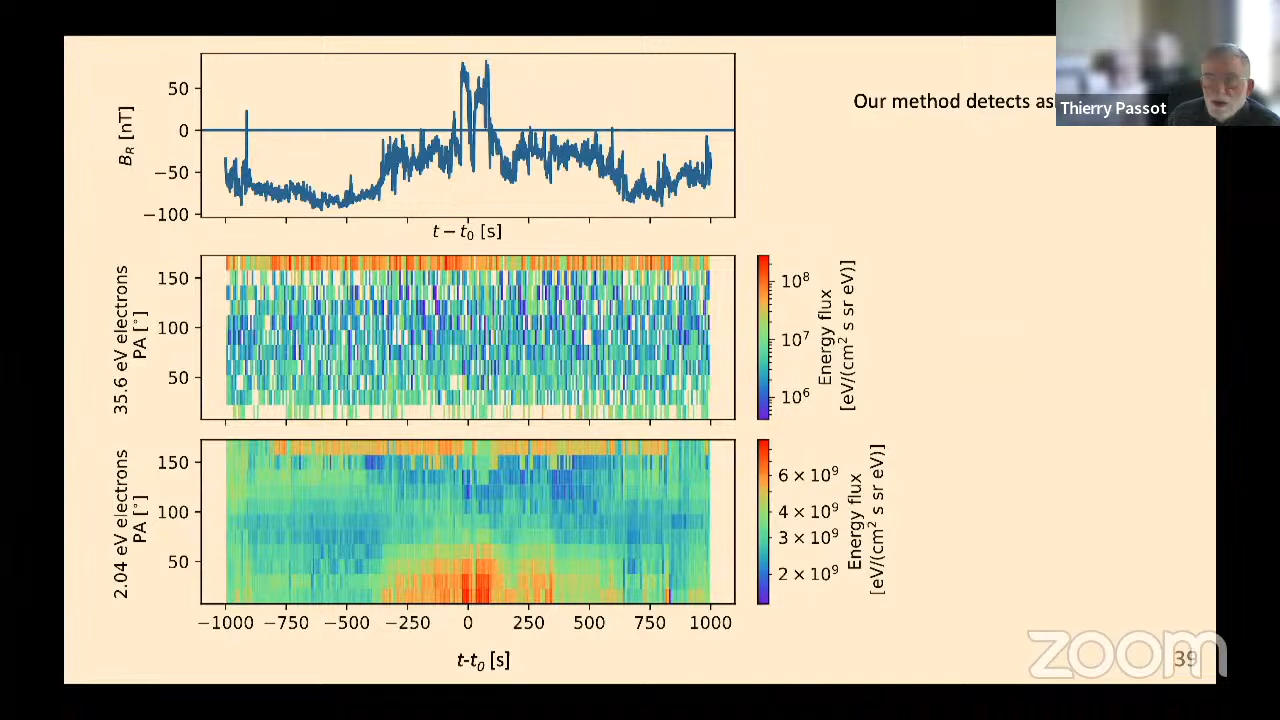 50
0
−50
−100
B_R [nT]
t − t_0 [s]
Our method detects as
Thierry Passot
150
100
50
35.6 eV electrons
PA [°]
10^8
10^7
10^6
Energy flux
[eV/(cm^2 s sr eV)]
150
100
50
2.04 eV electrons
PA [°]
6 × 10^9
4 × 10^9
3 × 10^9
2 × 10^9
Energy flux
[eV/(cm^2 s sr eV)]
−1000 −750 −500 −250 0 250 500 750 1000
t-t_0 [s]
zoom
39